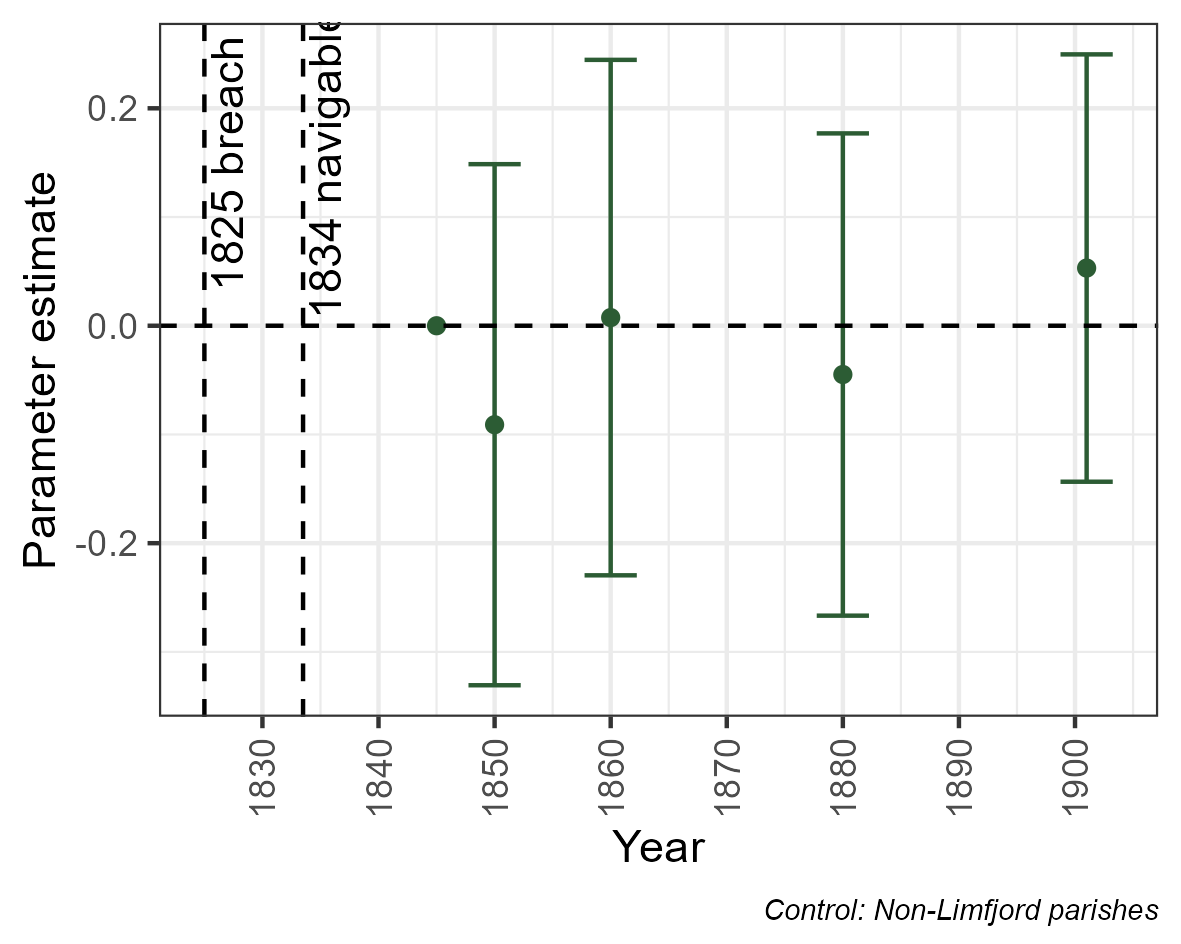 1825 breach
1834 navigable
Parameter estimate
0.2
0.0
-0.2
1830
1840
1850
1860
1870
1880
1890
1900
Year
Control: Non-Limfjord parishes